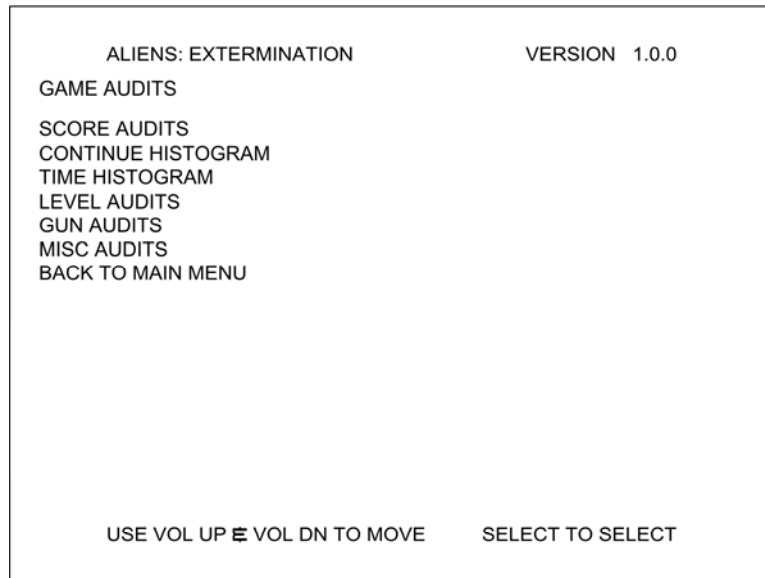 ALIENS: EXTERMINATION VERSION 1.0.0
GAME AUDITS
SCORE AUDITS
CONTINUE HISTOGRAM
TIME HISTOGRAM
LEVEL AUDITS
GUN AUDITS
MISC AUDITS
BACK TO MAIN MENU
USE VOL UP & VOL DN TO MOVE SELECT TO SELECT